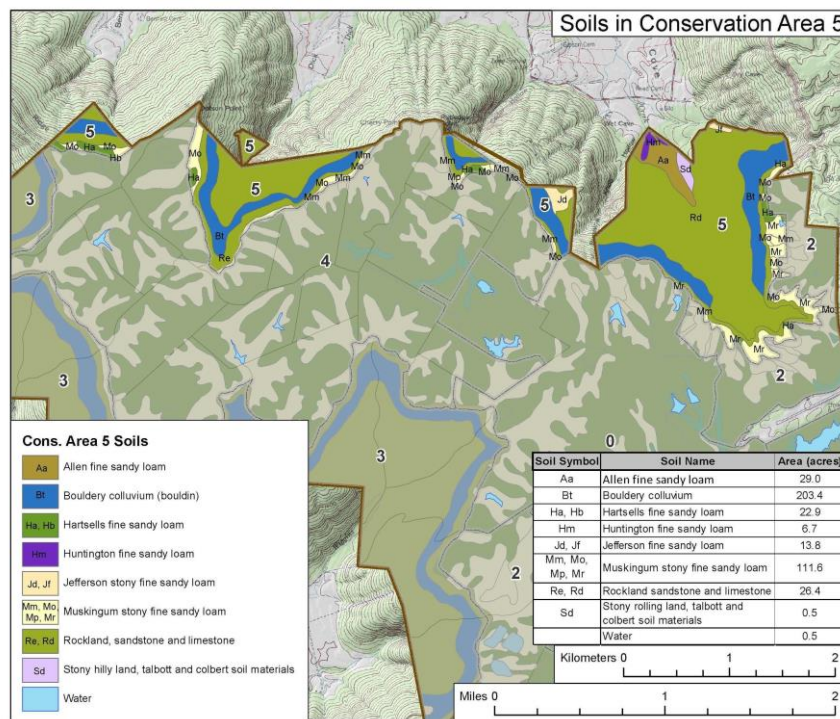 Soils in Conservation Area 5
5
Mo Ha Mo
Hb
3
Mo
Ha
5
5
Bt
Re
Mm
Mo
Mm
Mo
Mm
Mm
Ha
Mo
Mm
Mp
Mo
Mo
5
Jd
Mm
Mo
Hm
Aa
Sd
Rd
Jf
Ha
Mo
Bt
Mo
Ha
5
Mr
Mo
Mm
Mr
Mo
Mr
2
Mr
Mm
Mo
Mr
Mo
Ha
Mr
Mr
2
4
3
3
0
2
Cons. Area 5 Soils
Aa Allen fine sandy loam
Bt Bouldery colluvium (bouldin)
Ha, Hb Hartsells fine sandy loam
Hm Huntington fine sandy loam
Jd, Jf Jefferson stony fine sandy loam
Mm, Mo, Mp, Mr Muskingum stony fine sandy loam
Re, Rd Rockland, sandstone and limestone
Sd Stony hilly land, talbott and colbert soil materials
Water
Soil Symbol Soil Name Area (acres)
Aa Allen fine sandy loam 29.0
Bt Bouldery colluvium 203.4
Ha, Hb Hartsells fine sandy loam 22.9
Hm Huntington fine sandy loam 6.7
Jd, Jf Jefferson fine sandy loam 13.8
Mm, Mo, Mp, Mr Muskingum stony fine sandy loam 111.6
Re, Rd Rockland sandstone and limestone 26.4
Sd Stony rolling land, talbott and colbert soil materials 0.5
Water 0.5
Kilometers 0 1 2
Miles 0 1 2